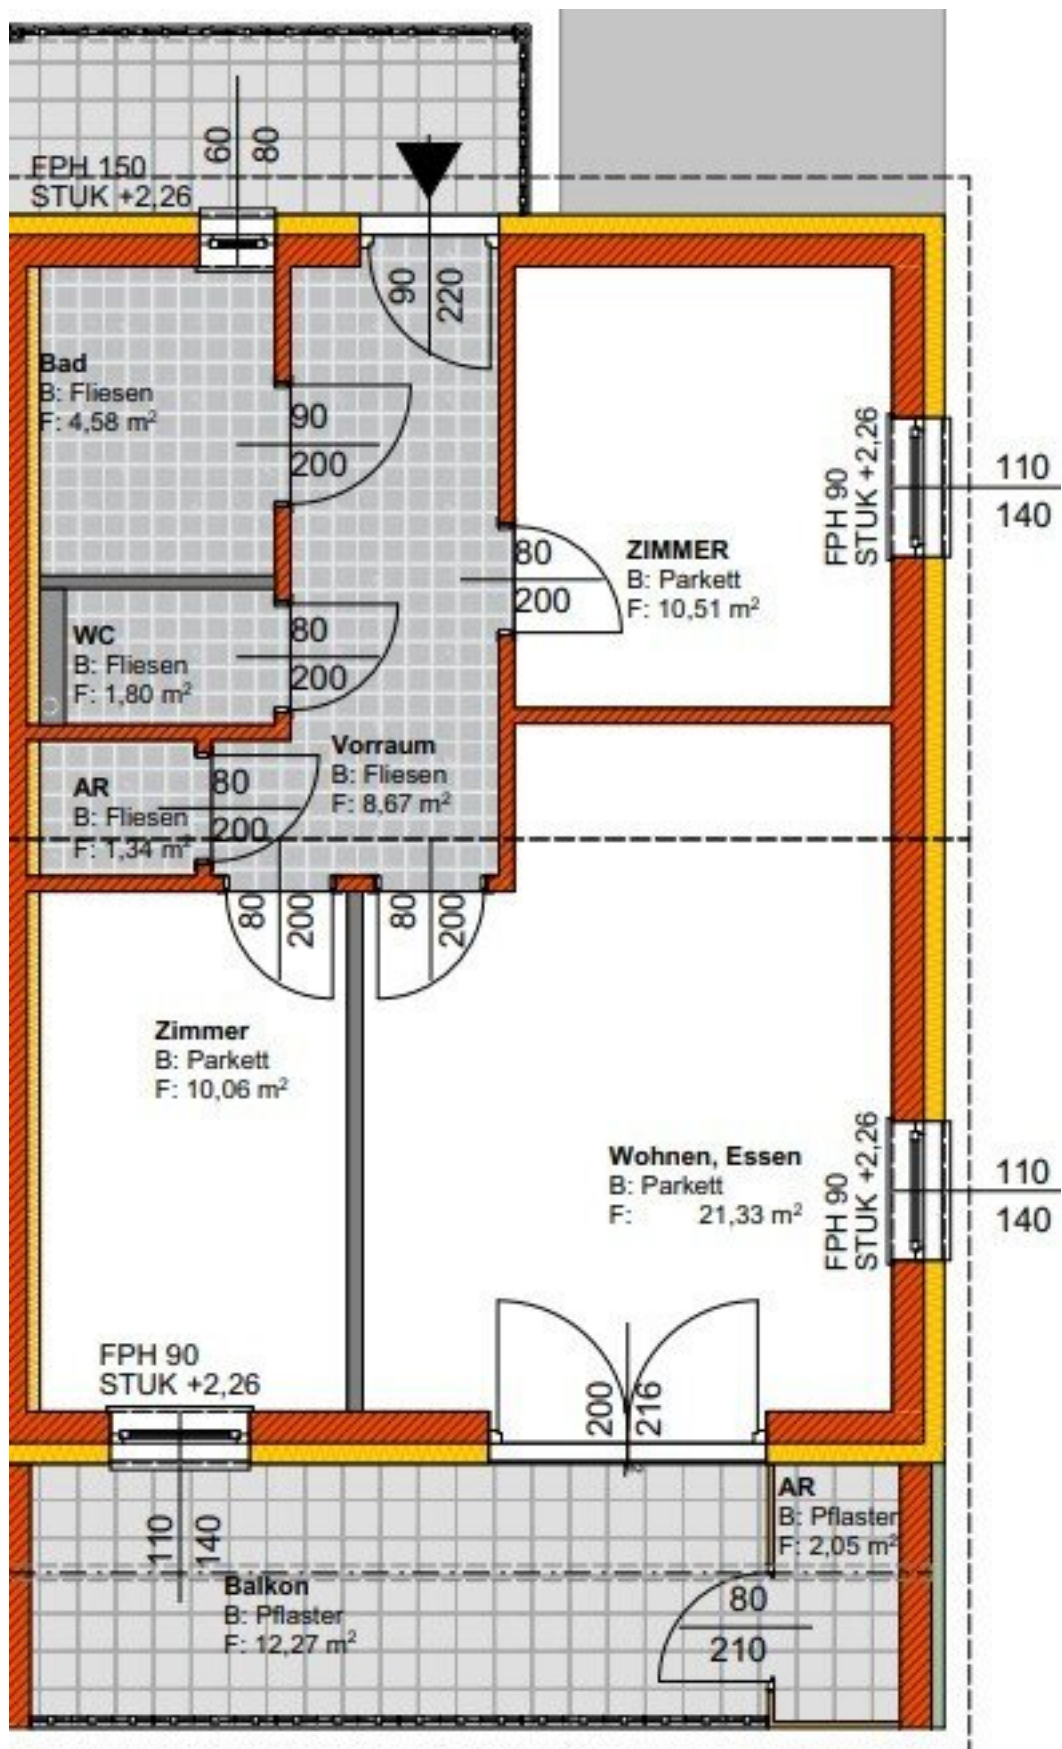 60
80
FPH 150
STUK +2,26
90
220
Bad
B: Fliesen
F: 4,58 m²
90
200
FPH 90
STUK +2,26
110
140
80
200
ZIMMER
B: Parkett
F: 10,51 m²
WC
B: Fliesen
F: 1,80 m²
80
200
Vorraum
B: Fliesen
F: 8,67 m²
AR
B: Fliesen
F: 1,34 m²
80
200
80
200
80
200
Zimmer
B: Parkett
F: 10,06 m²
Wohnen, Essen
B: Parkett
F: 21,33 m²
FPH 90
STUK +2,26
110
140
FPH 90
STUK +2,26
200
216
110
140
AR
B: Pflaster
F: 2,05 m²
Balkon
B: Pflaster
F: 12,27 m²
80
210